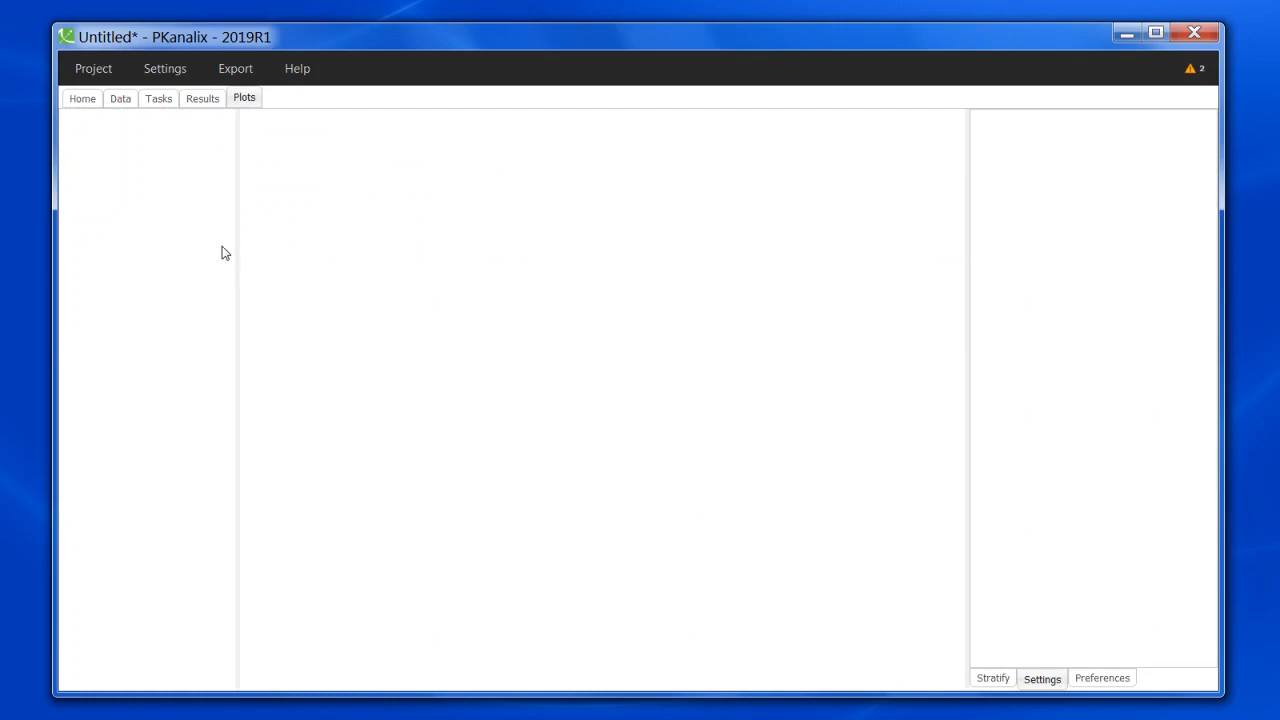 Untitled* - PKanalix - 2019R1
Project Settings Export Help 2
Home Data Tasks Results Plots
Stratify Settings Preferences